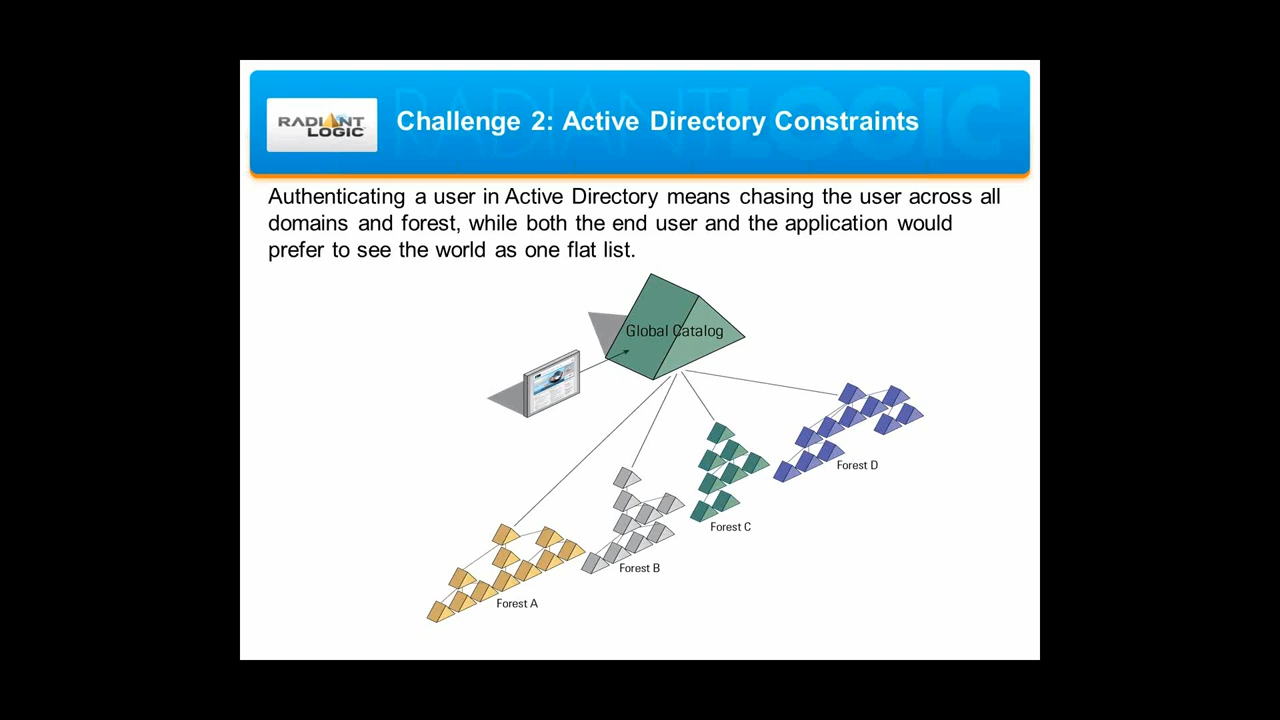 RADIANT
LOGIC
RADIANTLOGIC
Challenge 2: Active Directory Constraints
Authenticating a user in Active Directory means chasing the user across all
domains and forest, while both the end user and the application would
prefer to see the world as one flat list.
Global Catalog
Forest D
Forest C
Forest B
Forest A